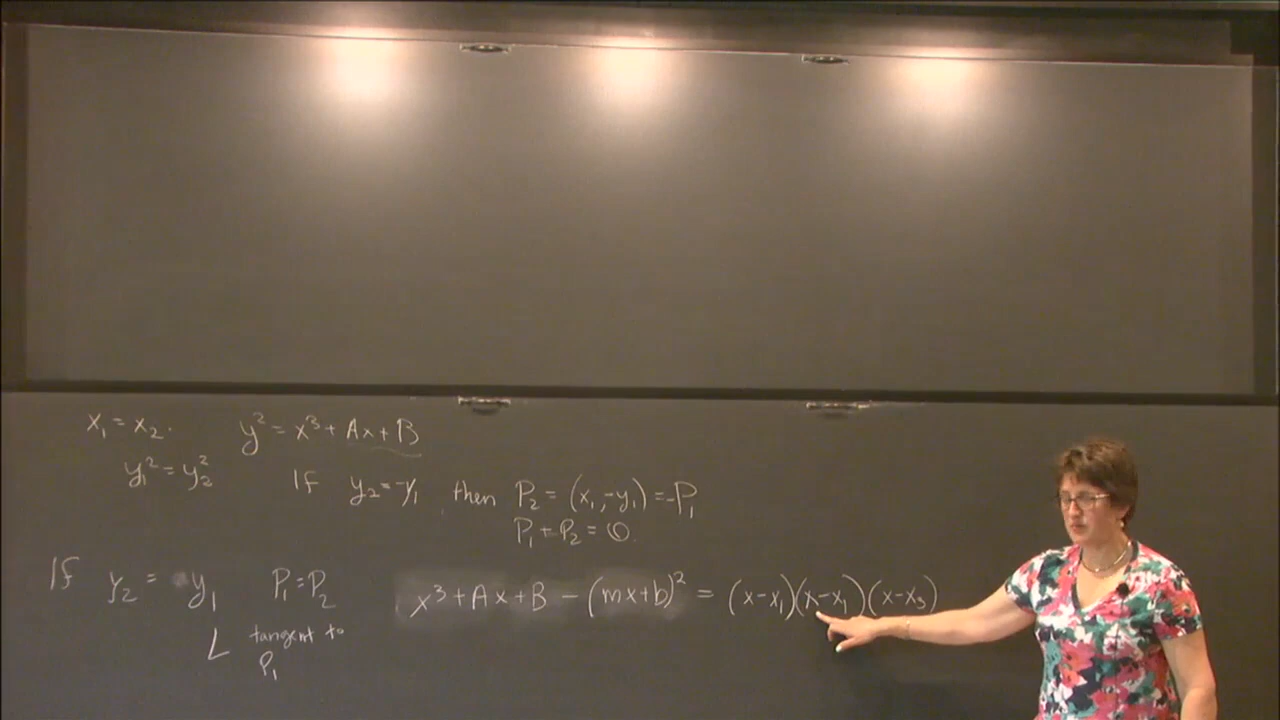 x₁ = x₂. y² = x³ + Ax + B
y₁² = y₂² If y₂ = -y₁, then P₂ = (x₁, -y₁) = -P₁
P₁ + P₂ = O.
If y₂ = y₁ P₁ = P₂ x³ + Ax + B - (mx+b)² = (x-x₁)(x-x₁)(x-x₃)
L tangent to
P₁